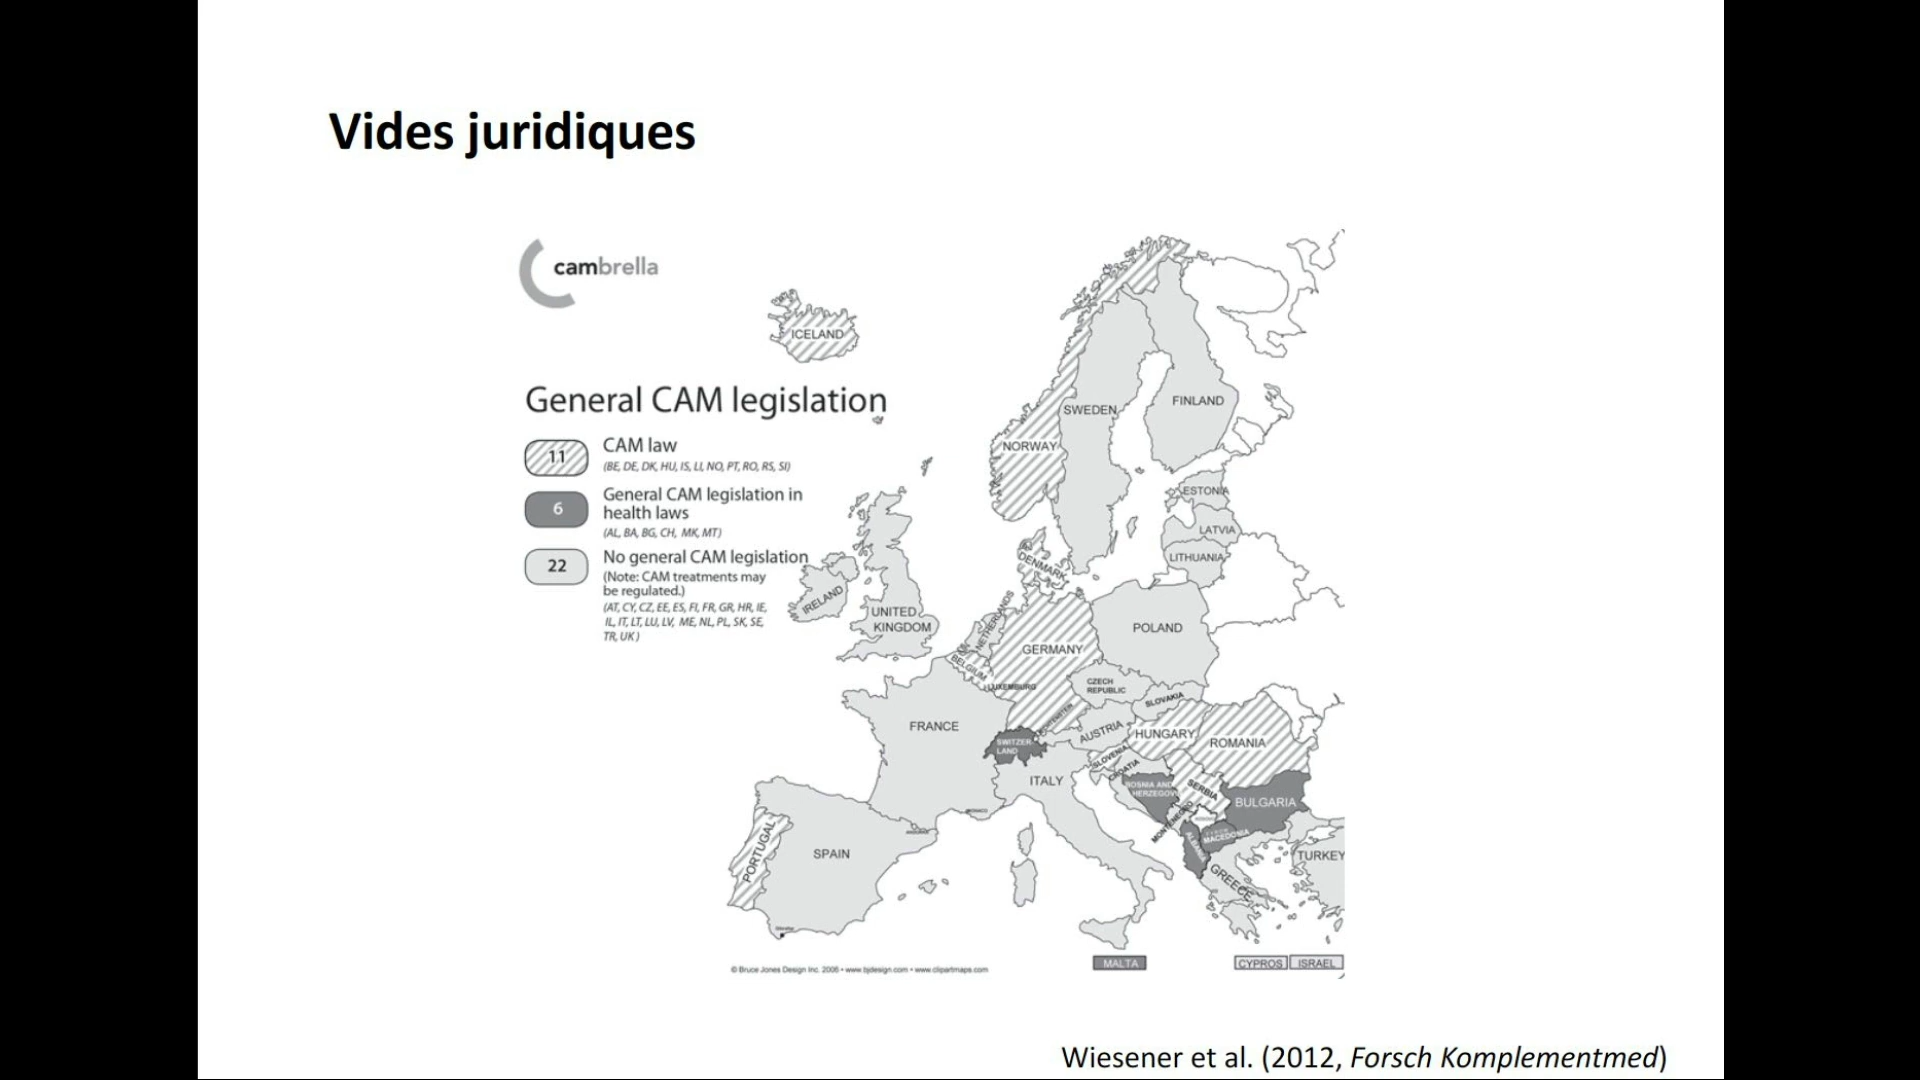 Vides juridiques
cambrella
ICELAND
General CAM legislation
11
CAM law
(BE, DE, DK, HU, IS, LI, NO, PT, RO, RS, SI)
6
General CAM legislation in
health laws
(AL, BA, BG, CH, MK, MT)
22
No general CAM legislation
(Note: CAM treatments may
be regulated.)
(AT, CY, CZ, EE, ES, FI, FR, GR, HR, IE,
IL, IT, LT, LU, LV, ME, NL, PL, SK, SE,
TR, UK )
FINLAND
SWEDEN
NORWAY
ESTONIA
LATVIA
LITHUANIA
DENMARK
IRELAND
UNITED
KINGDOM
NETHERLANDS
POLAND
GERMANY
BELGIUM
LUXEMBURG
CZECH
REPUBLIC
SLOVAKIA
LIECHTENSTEIN
FRANCE
AUSTRIA
HUNGARY
ROMANIA
SWITZER-
LAND
SLOVENIA
CROATIA
ITALY
BOSNIA AND
HERZEGOV
SERBIA
BULGARIA
MONTENEGRO
MACEDONIA
MONACO
PORTUGAL
SPAIN
GREECE
TURKEY
Gibraltar
© Bruce Jones Design Inc. 2006 • www.bjdesign.com • www.clipartmaps.com
MALTA
CYPROS
ISRAEL
Wiesener et al. (2012, Forsch Komplementmed)